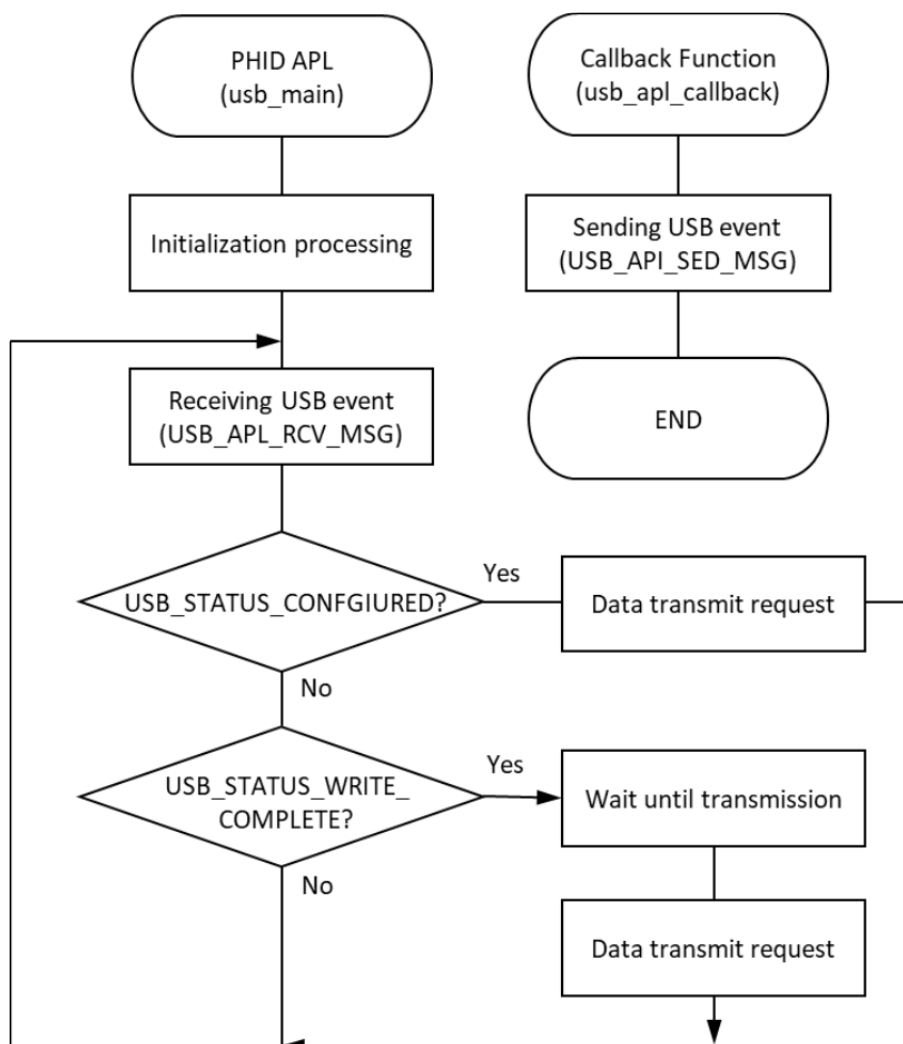 PHID APL
(usb_main)
Callback Function
(usb_apl_callback)
Initialization processing
Sending USB event
(USB_API_SED_MSG)
Receiving USB event
(USB_APL_RCV_MSG)
END
USB_STATUS_CONFGIURED?
Yes
Data transmit request
No
USB_STATUS_WRITE_
COMPLETE?
Yes
Wait until transmission
No
Data transmit request